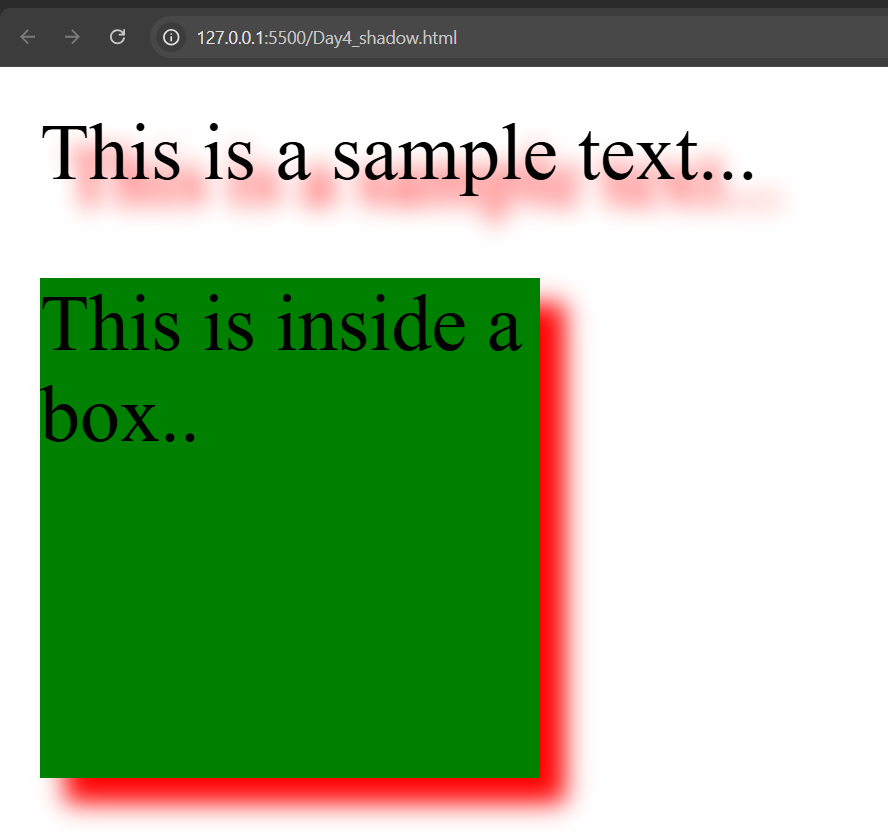 127.0.0.1:5500/Day4_shadow.html
This is a sample text...
This is inside a
box..